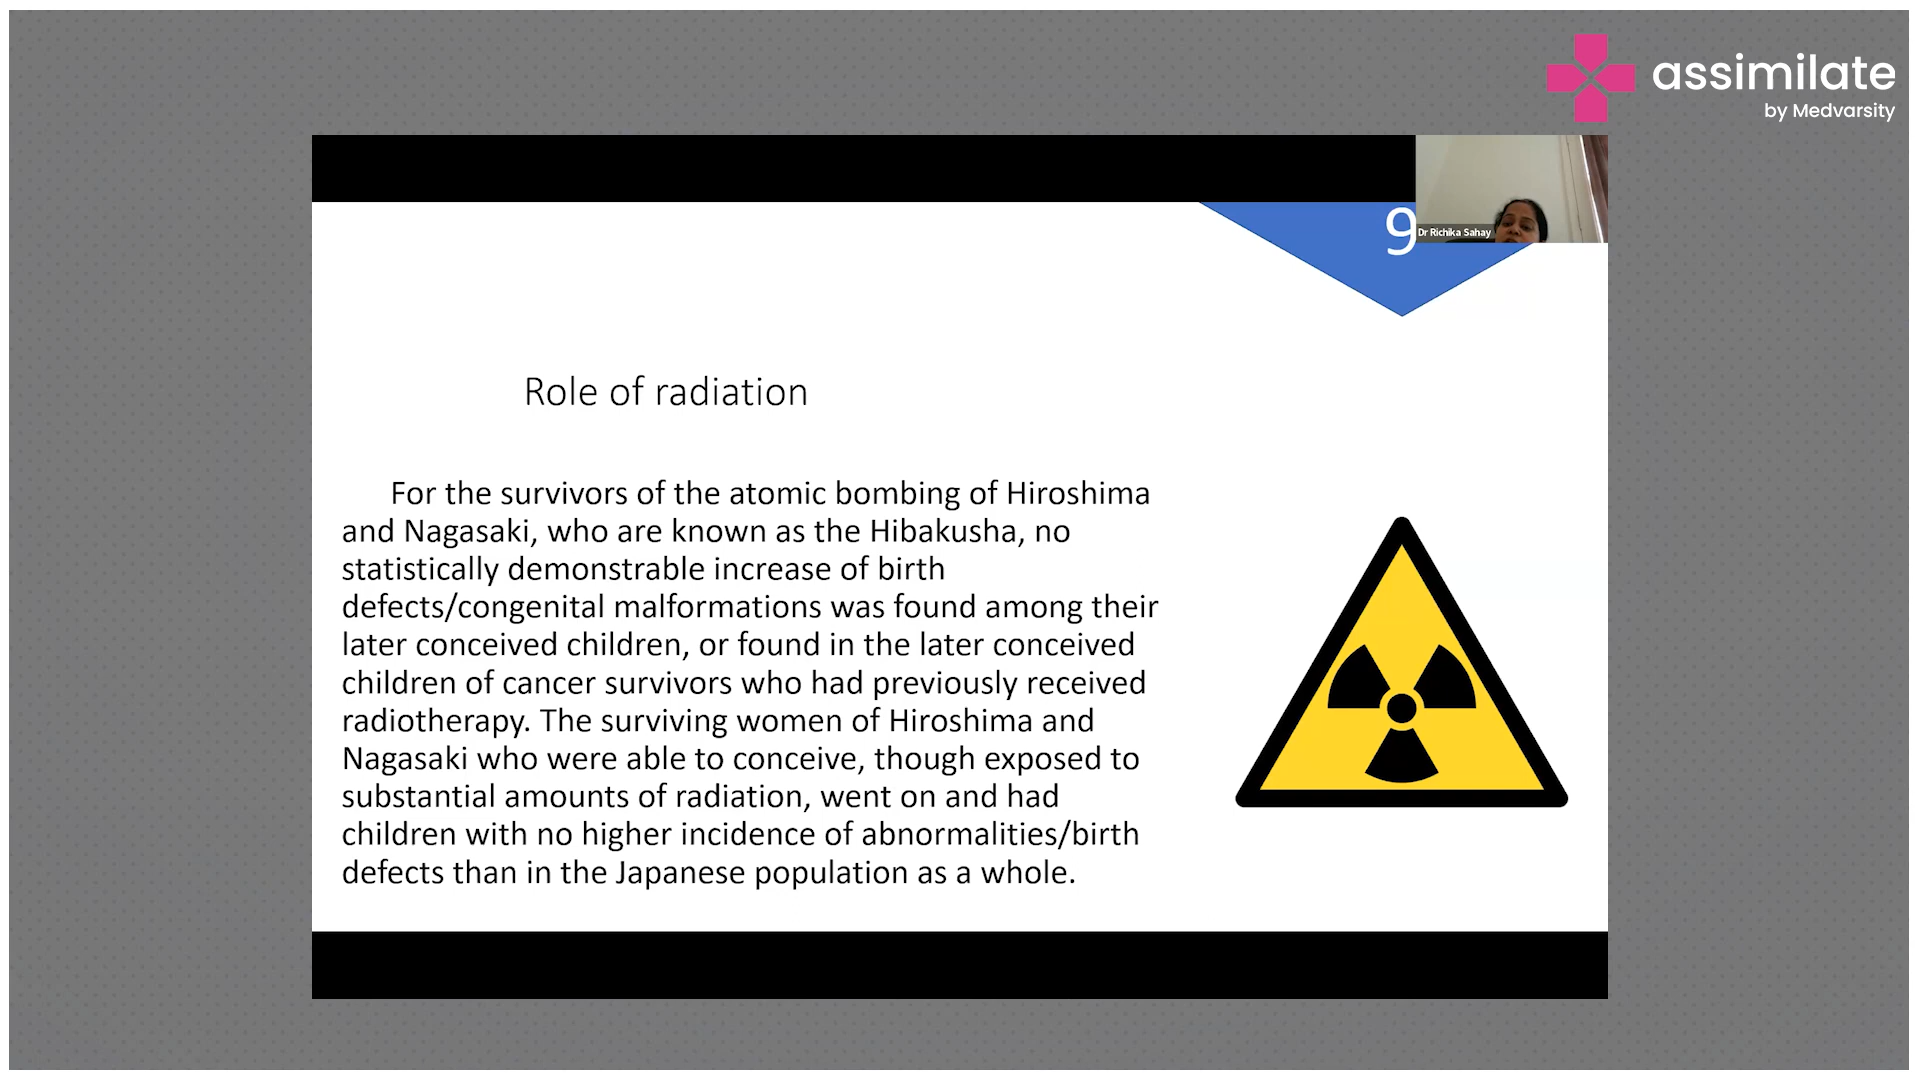 assimilate
by Medvarsity
9
Dr Richika Sahay
Role of radiation
For the survivors of the atomic bombing of Hiroshima
and Nagasaki, who are known as the Hibakusha, no
statistically demonstrable increase of birth
defects/congenital malformations was found among their
later conceived children, or found in the later conceived
children of cancer survivors who had previously received
radiotherapy. The surviving women of Hiroshima and
Nagasaki who were able to conceive, though exposed to
substantial amounts of radiation, went on and had
children with no higher incidence of abnormalities/birth
defects than in the Japanese population as a whole.